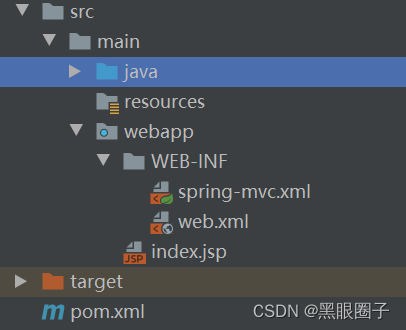 src
main
java
resources
webapp
WEB-INF
spring-mvc.xml
web.xml
JSP index.jsp
target
m pom.xml
CSDN @黑眼圈子